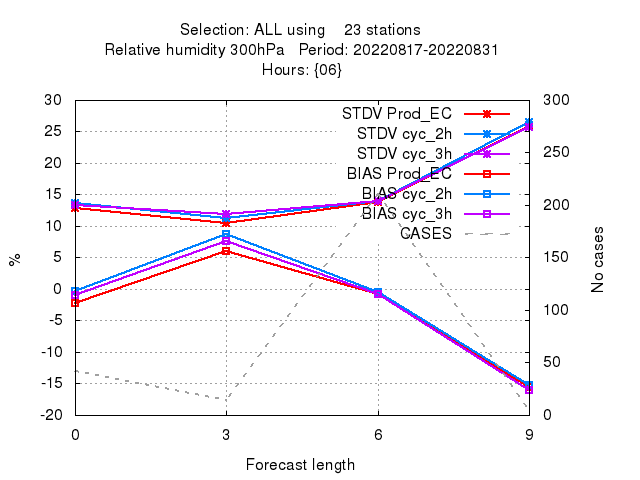 Selection: ALL using 23 stations
Relative humidity 300hPa Period: 20220817-20220831
Hours: {06}
30 300
STDV Prod_EC
25 250
STDV cyc_2h
20
STDV cyc_3h
15 200
BIAS Prod_EC
10
BIAS cyc_2h
5 150
BIAS cyc_3h
0
CASES
-5 100
-10
-15 50
-20 0
%
No cases
0 3 6 9
Forecast length